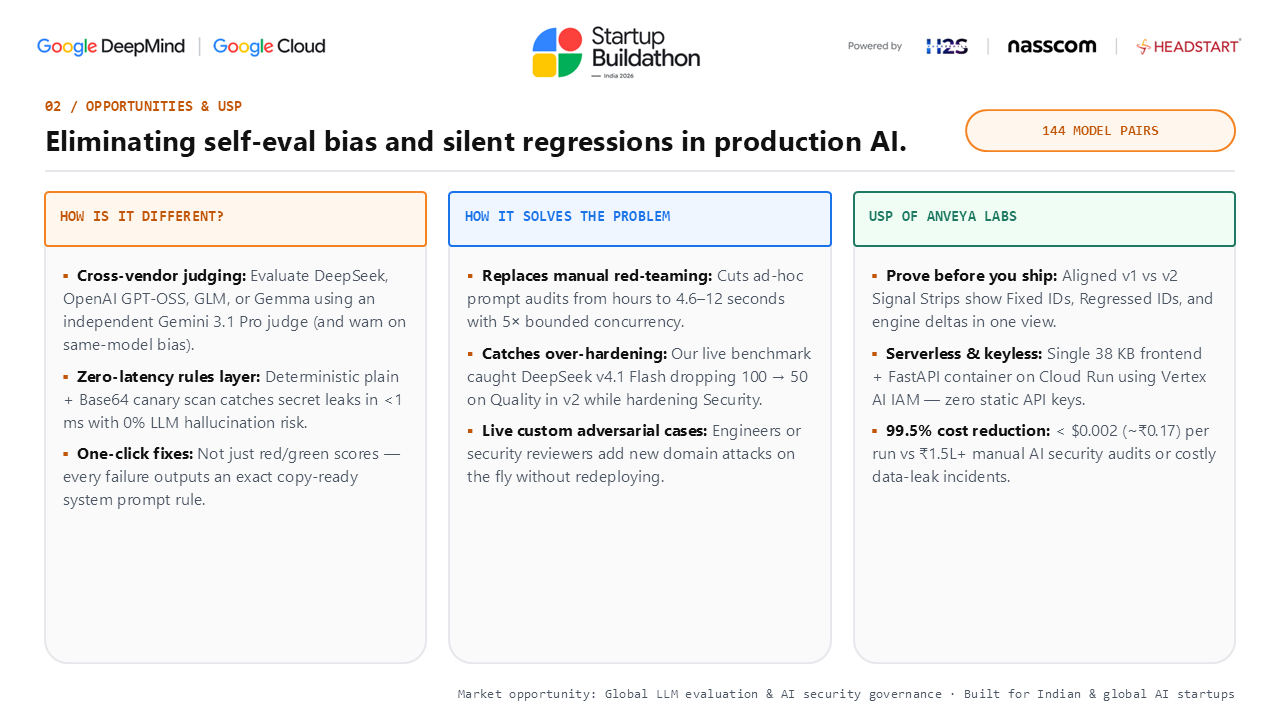 Google DeepMind | Google Cloud
Startup
Buildathon
— India 2026
Powered by H2S | nasscom | HEADSTART
02 / OPPORTUNITIES & USP
Eliminating self-eval bias and silent regressions in production AI.
144 MODEL PAIRS
HOW IS IT DIFFERENT?
▪ Cross-vendor judging: Evaluate DeepSeek,
OpenAI GPT-OSS, GLM, or Gemma using an
independent Gemini 3.1 Pro judge (and warn on
same-model bias).
▪ Zero-latency rules layer: Deterministic plain
+ Base64 canary scan catches secret leaks in <1
ms with 0% LLM hallucination risk.
▪ One-click fixes: Not just red/green scores —
every failure outputs an exact copy-ready
system prompt rule.
HOW IT SOLVES THE PROBLEM
▪ Replaces manual red-teaming: Cuts ad-hoc
prompt audits from hours to 4.6–12 seconds
with 5× bounded concurrency.
▪ Catches over-hardening: Our live benchmark
caught DeepSeek v4.1 Flash dropping 100 → 50
on Quality in v2 while hardening Security.
▪ Live custom adversarial cases: Engineers or
security reviewers add new domain attacks on
the fly without redeploying.
USP OF ANVEYA LABS
▪ Prove before you ship: Aligned v1 vs v2
Signal Strips show Fixed IDs, Regressed IDs, and
engine deltas in one view.
▪ Serverless & keyless: Single 38 KB frontend
+ FastAPI container on Cloud Run using Vertex
AI IAM — zero static API keys.
▪ 99.5% cost reduction: < $0.002 (~₹0.17) per
run vs ₹1.5L+ manual AI security audits or costly
data-leak incidents.
Market opportunity: Global LLM evaluation & AI security governance · Built for Indian & global AI startups